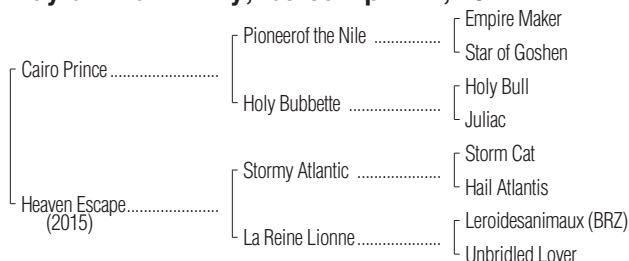 Cairo Prince
Pioneerof the Nile
Empire Maker
Star of Goshen
Holy Bubbette
Holy Bull
Juliac
Heaven Escape
(2015)
Stormy Atlantic
Storm Cat
Hail Atlantis
La Reine Lionne
Leroidesanimaux (BRZ)
Unbridled Lover